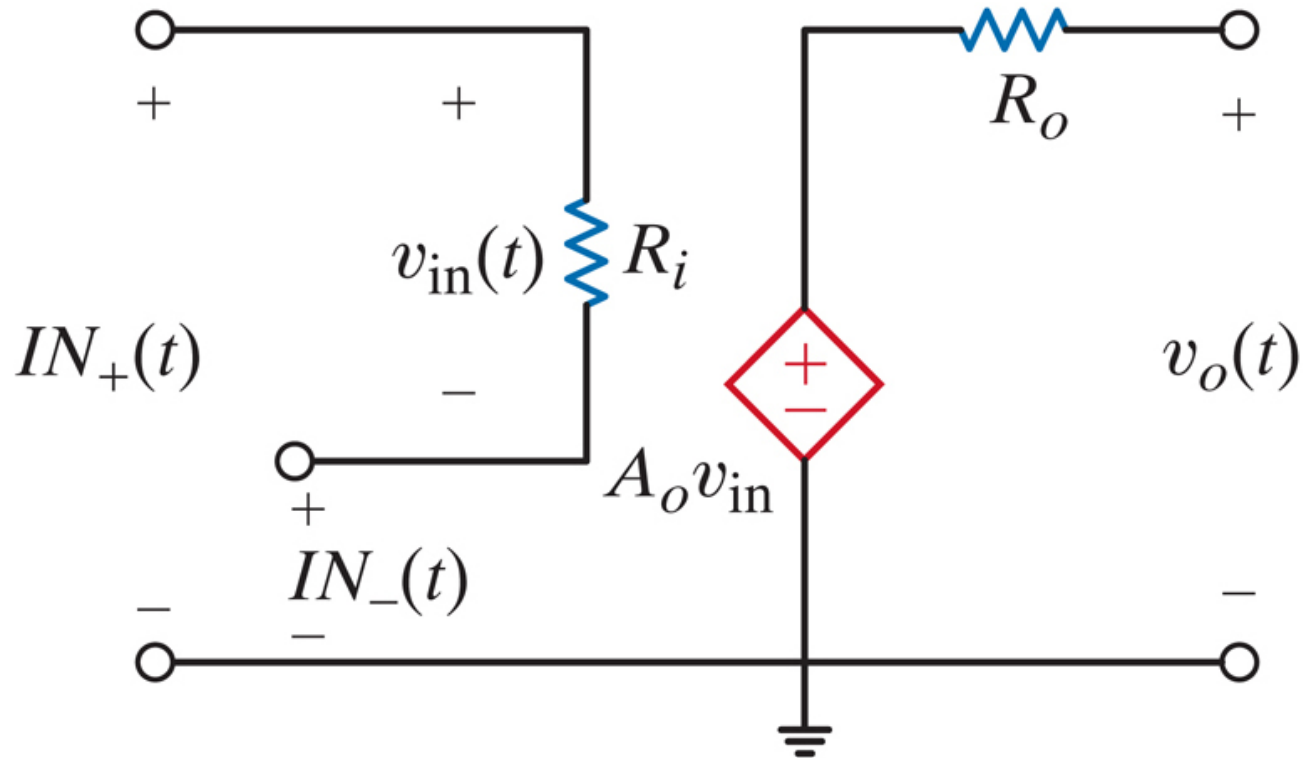 +
+
R_o
+
v_in(t)
R_i
IN_+(t)
+
−
v_o(t)
−
A_o v_in
+
IN_−(t)
−
−
−